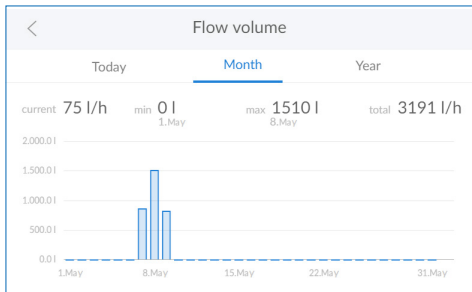 Flow volume
Today Month Year
current 75 l/h min 0 l max 1510 l total 3191 l/h
1.May 8.May
2.000.0 l
1.500.0 l
1.000.0 l
500.0 l
0.0 l
1.May 8.May 15.May 22.May 31.May